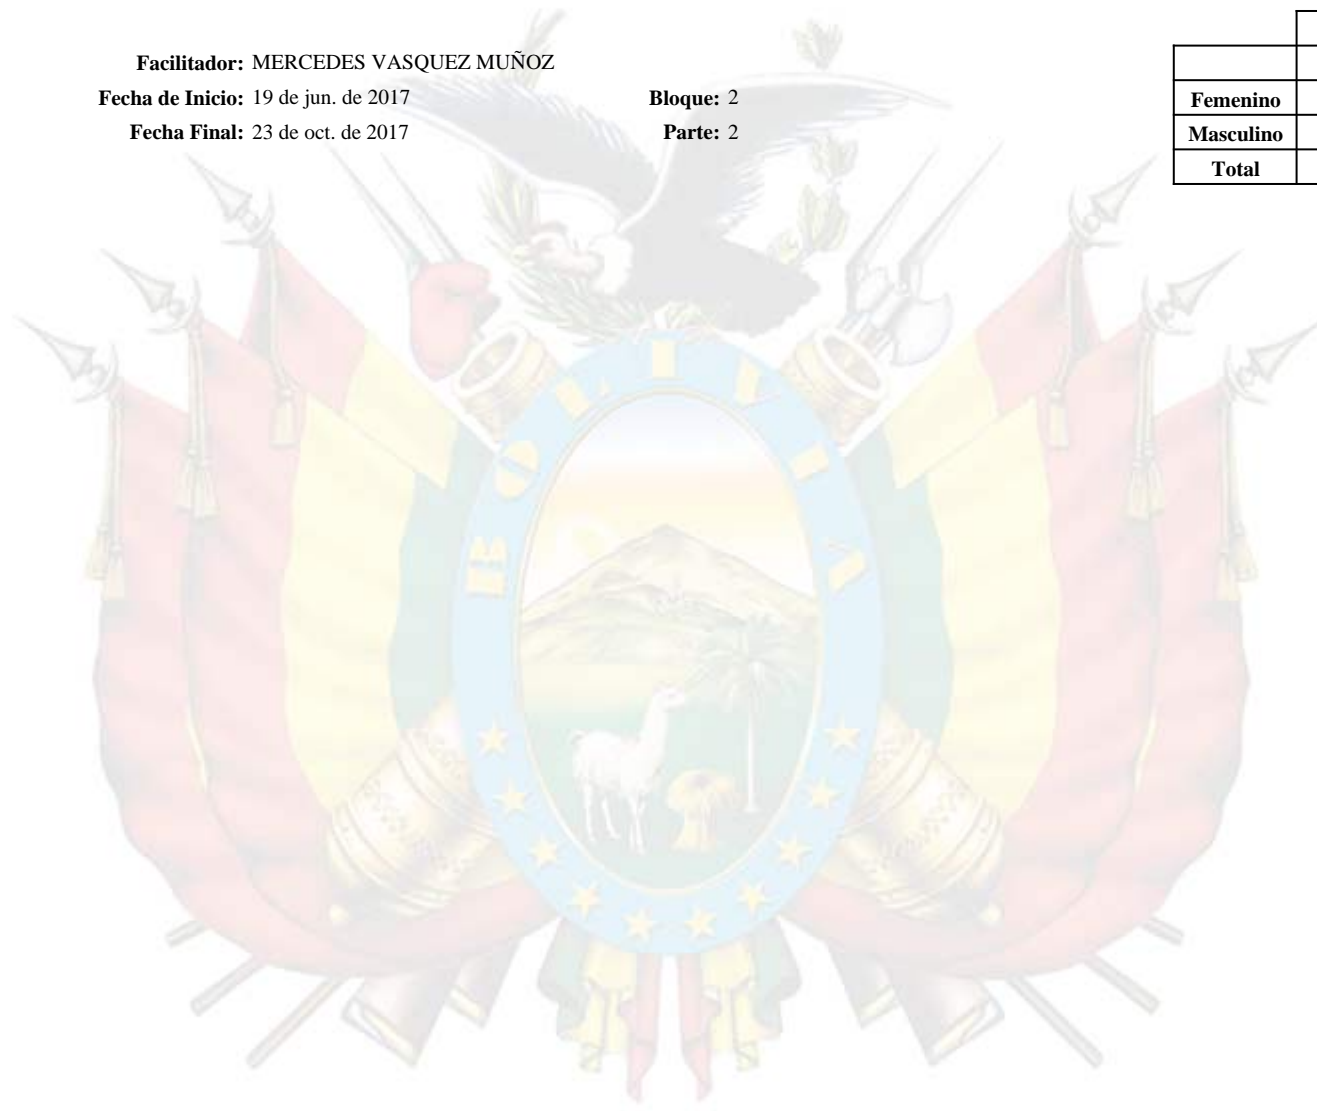 Facilitador: MERCEDES VASQUEZ MUÑOZ
Fecha de Inicio: 19 de jun. de 2017 Bloque: 2
Fecha Final: 23 de oct. de 2017 Parte: 2
Femenino
Masculino
Total
BOLIVIA